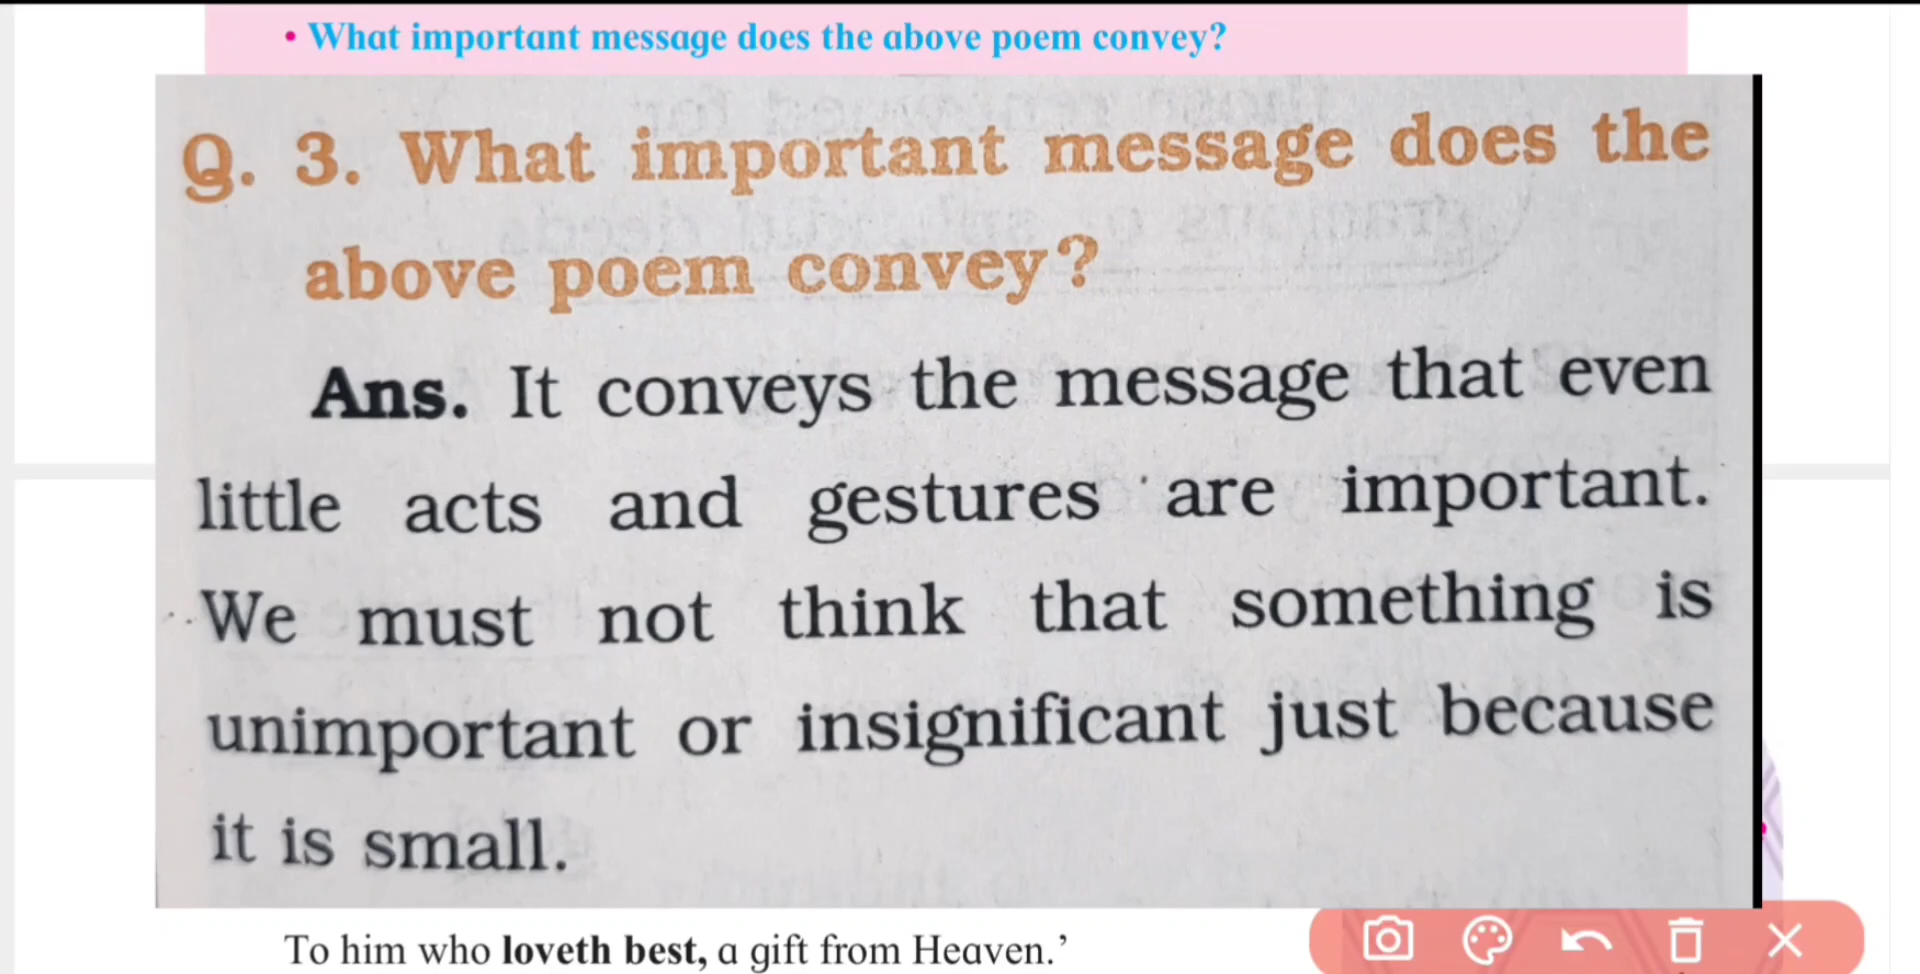 • What important message does the above poem convey?
Q. 3. What important message does the
above poem convey?
Ans. It conveys the message that even
little acts and gestures are important.
We must not think that something is
unimportant or insignificant just because
it is small.
To him who loveth best, a gift from Heaven.’